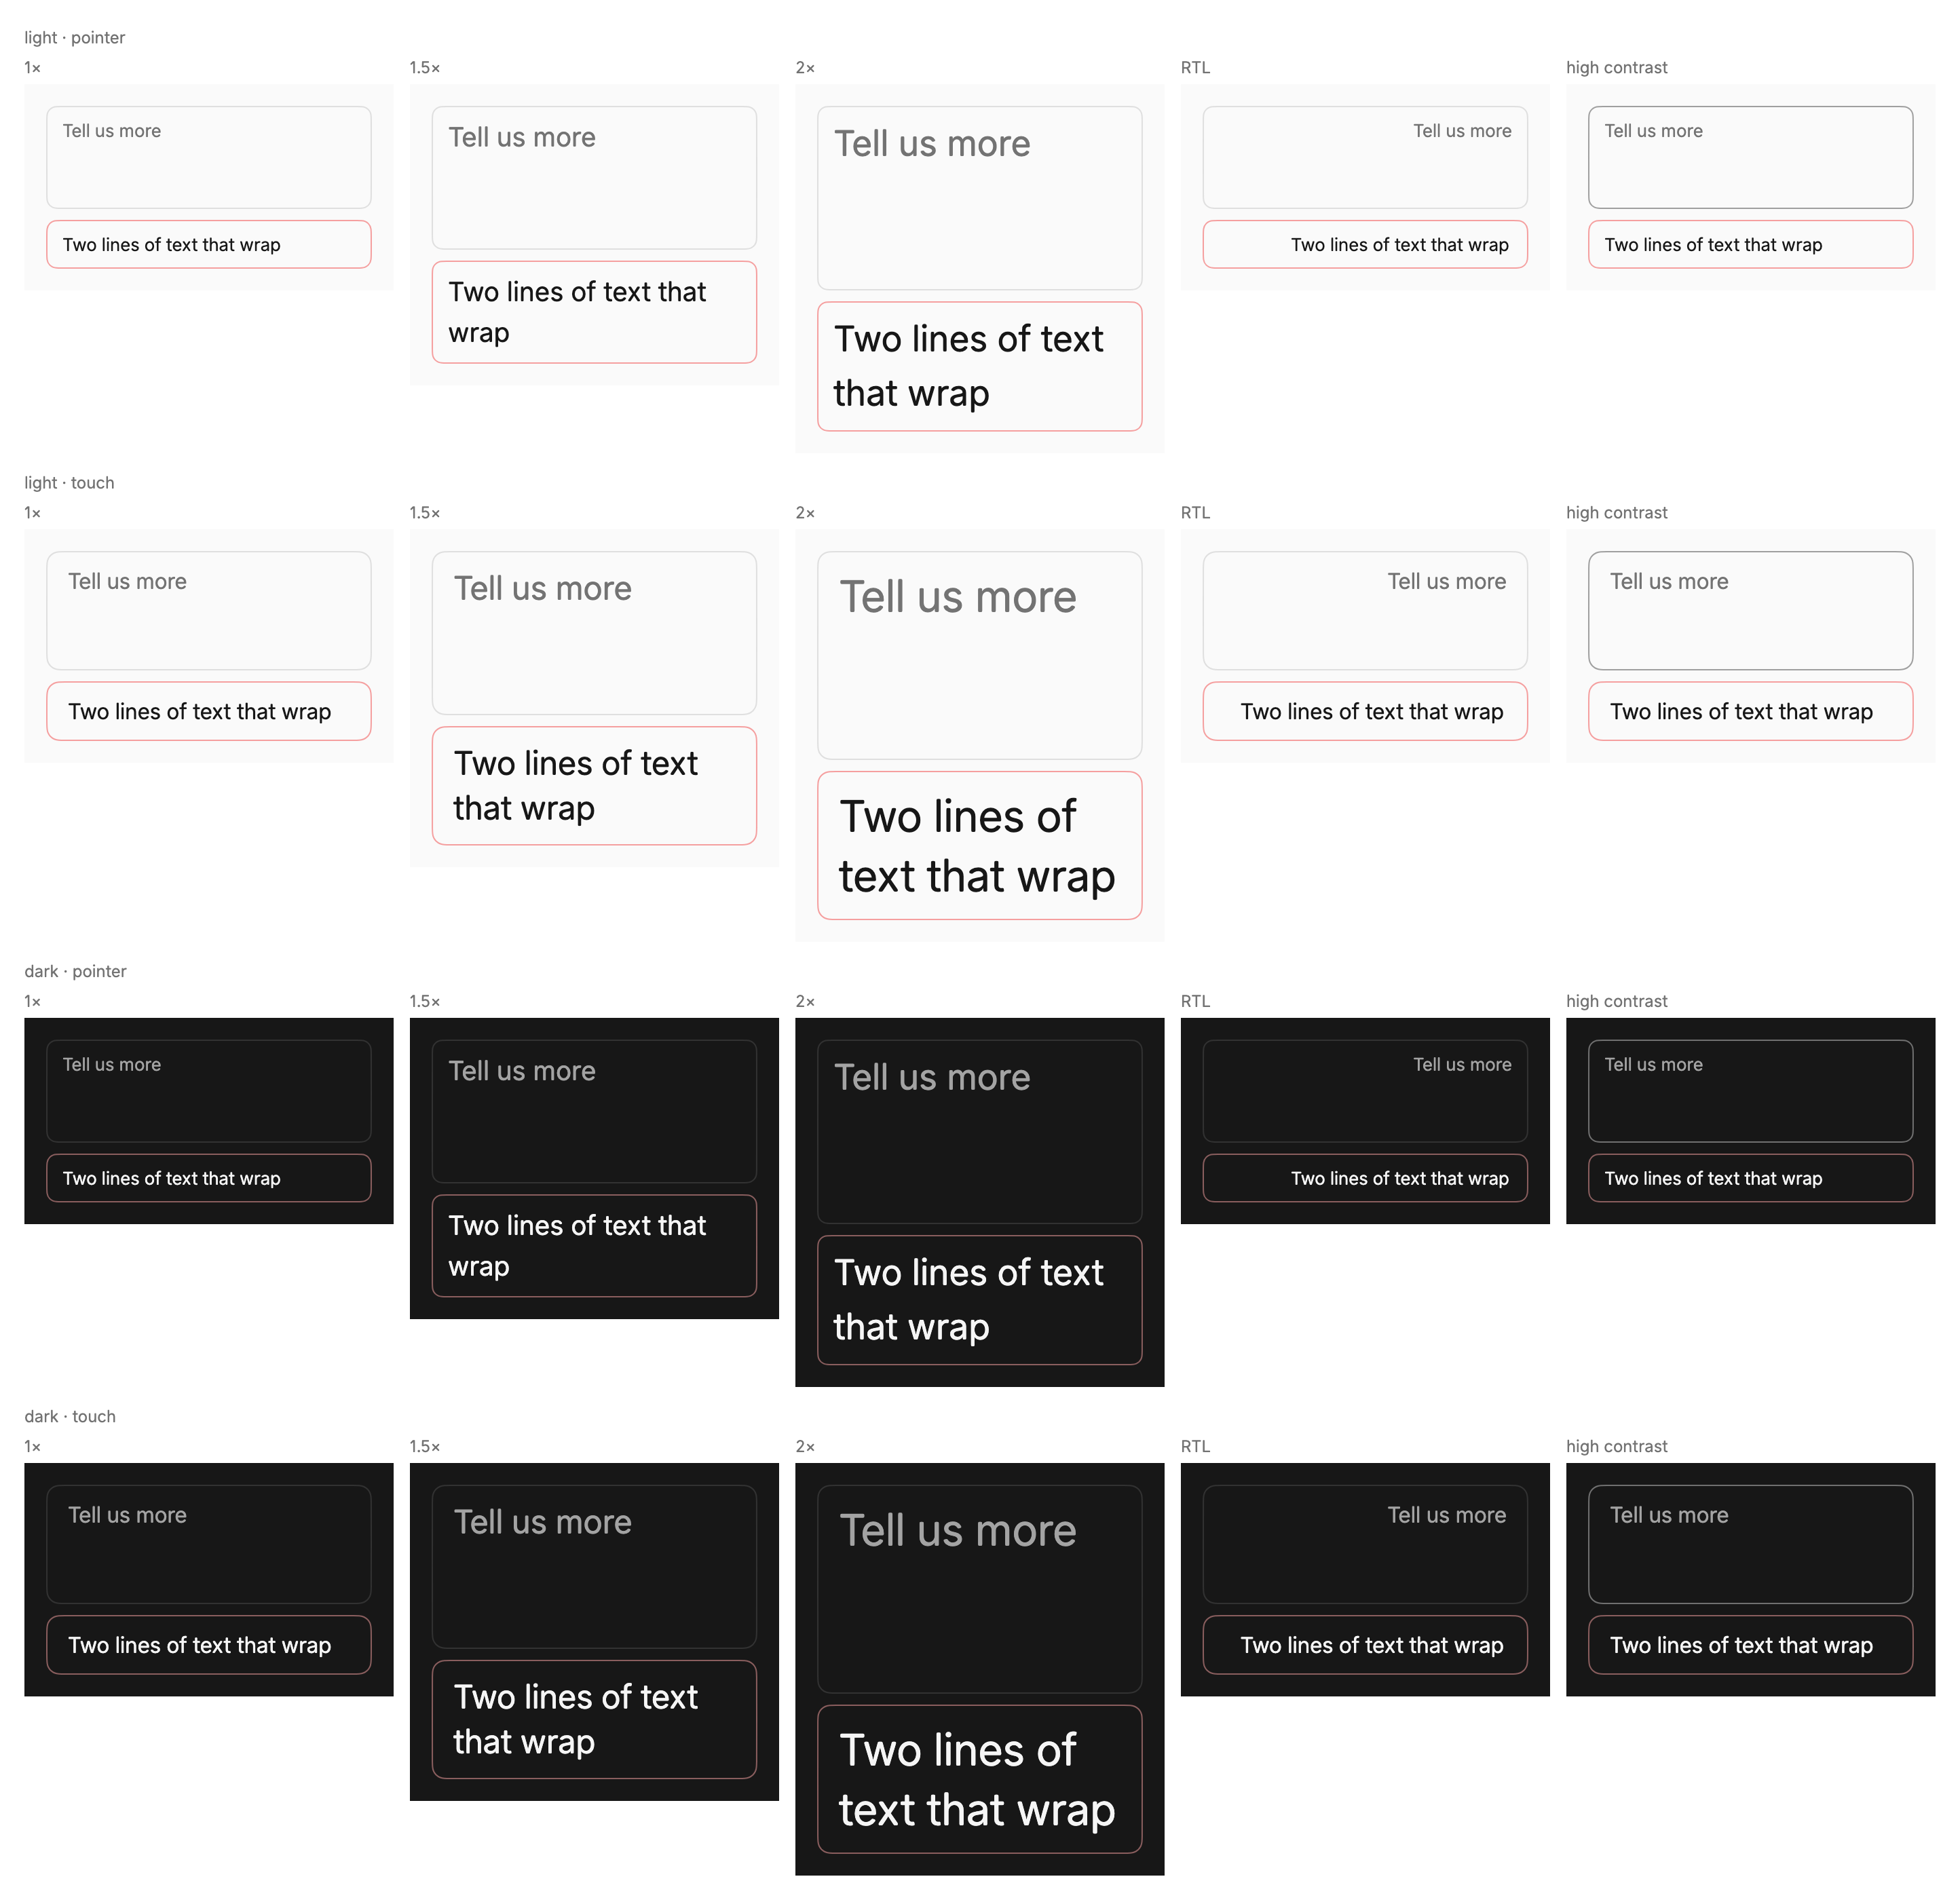 light · pointer
1× 1.5× 2× RTL high contrast
Tell us more Tell us more Tell us more Tell us more Tell us more
Two lines of text that wrap
Two lines of text that
wrap
Two lines of text
that wrap
Two lines of text that wrap
Two lines of text that wrap
light · touch
1× 1.5× 2× RTL high contrast
Tell us more Tell us more Tell us more Tell us more Tell us more
Two lines of text that wrap
Two lines of text
that wrap
Two lines of
text that wrap
Two lines of text that wrap
Two lines of text that wrap
dark · pointer
1× 1.5× 2× RTL high contrast
Tell us more Tell us more Tell us more Tell us more Tell us more
Two lines of text that wrap
Two lines of text that
wrap
Two lines of text
that wrap
Two lines of text that wrap
Two lines of text that wrap
dark · touch
1× 1.5× 2× RTL high contrast
Tell us more Tell us more Tell us more Tell us more Tell us more
Two lines of text that wrap
Two lines of text
that wrap
Two lines of
text that wrap
Two lines of text that wrap
Two lines of text that wrap